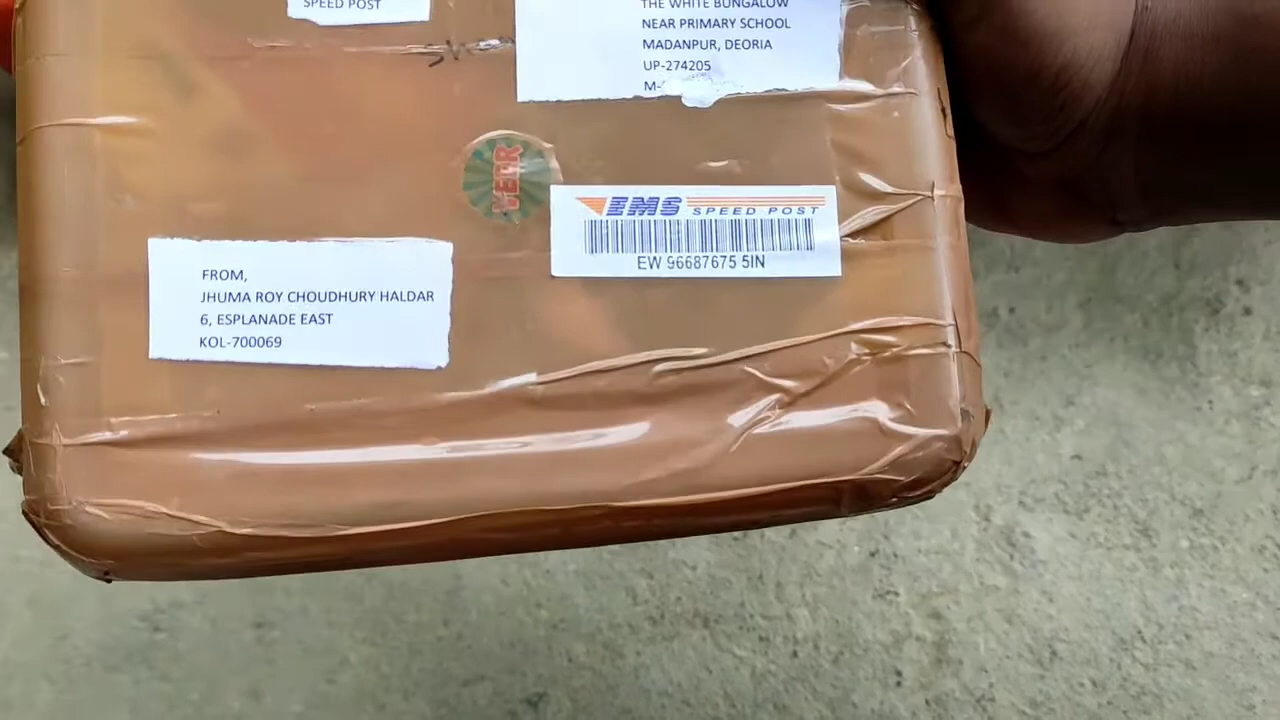 SPEED POST
THE WHITE BUNGALOW
NEAR PRIMARY SCHOOL
MADANPUR, DEORIA
UP-274205
M-
VEER
EMS SPEED POST
EW 96687675 5IN
FROM,
JHUMA ROY CHOUDHURY HALDAR
6, ESPLANADE EAST
KOL-700069